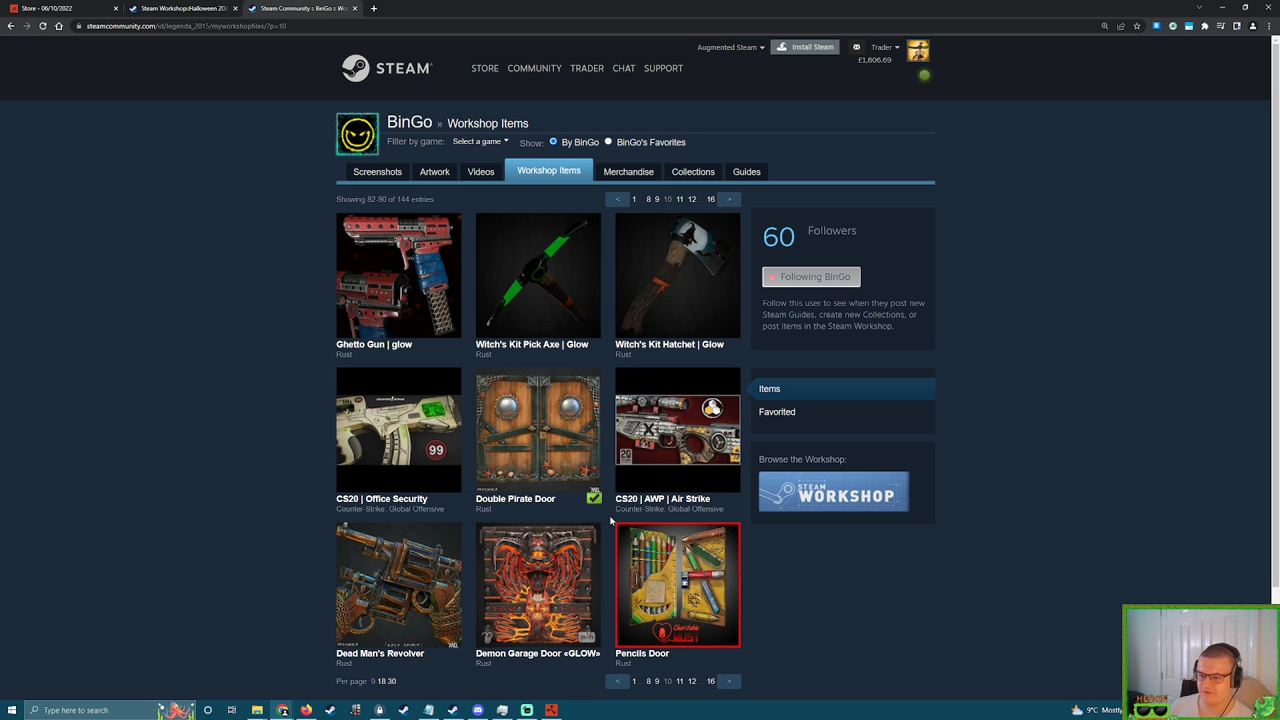 Store - 06/10/2022
Steam Workshop::Halloween 202
Steam Community :: BinGo :: Wo
steamcommunity.com/id/legenda_2015/myworkshopfiles/?p=10
Augmented Steam
Install Steam
Trader
£1,606.69
STEAM
STORE COMMUNITY TRADER CHAT SUPPORT
BinGo » Workshop Items
Filter by game: Select a game Show: By BinGo BinGo's Favorites
Screenshots Artwork Videos Workshop Items Merchandise Collections Guides
Showing 82-90 of 144 entries
< 1 ... 8 9 10 11 12 ... 16 >
60 Followers
Following BinGo
Follow this user to see when they post new
Steam Guides, create new Collections, or
post items in the Steam Workshop.
Ghetto Gun | glow
Rust
Witch's Kit Pick Axe | Glow
Rust
Witch's Kit Hatchet | Glow
Rust
Items
Favorited
Browse the Workshop:
STEAM
WORKSHOP
99
20
CS20 | Office Security
Counter-Strike: Global Offensive
Double Pirate Door
Rust
CS20 | AWP | Air Strike
Counter-Strike: Global Offensive
Charitable
RUST
Dead Man's Revolver
Rust
Demon Garage Door «GLOW»
Rust
Pencils Door
Rust
Per page: 9 18 30
< 1 ... 8 9 10 11 12 ... 16 >
Type here to search
9°C Mostly